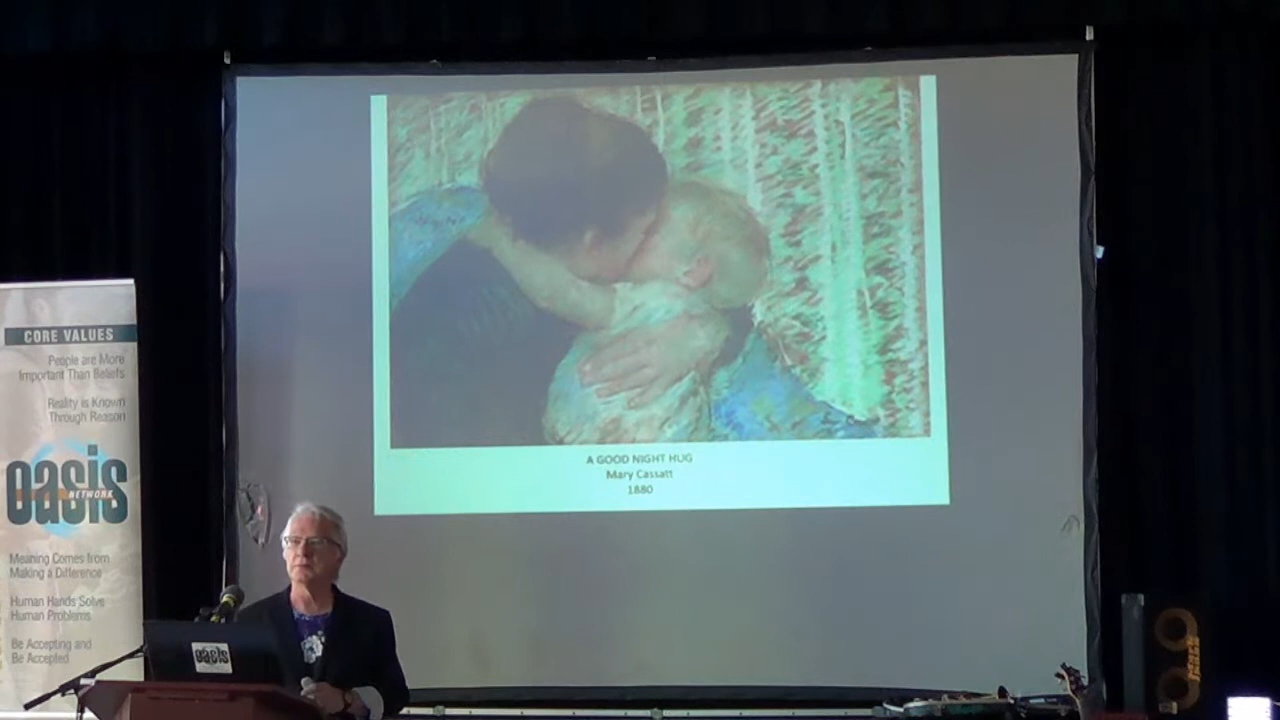 CORE VALUES
People are More
Important Than Beliefs
Reality is Known
Through Reason
oasis
NETWORK
Meaning Comes from
Making a Difference
Human Hands Solve
Human Problems
Be Accepting and
Be Accepted
oasis
A GOOD NIGHT HUG
Mary Cassatt
1880